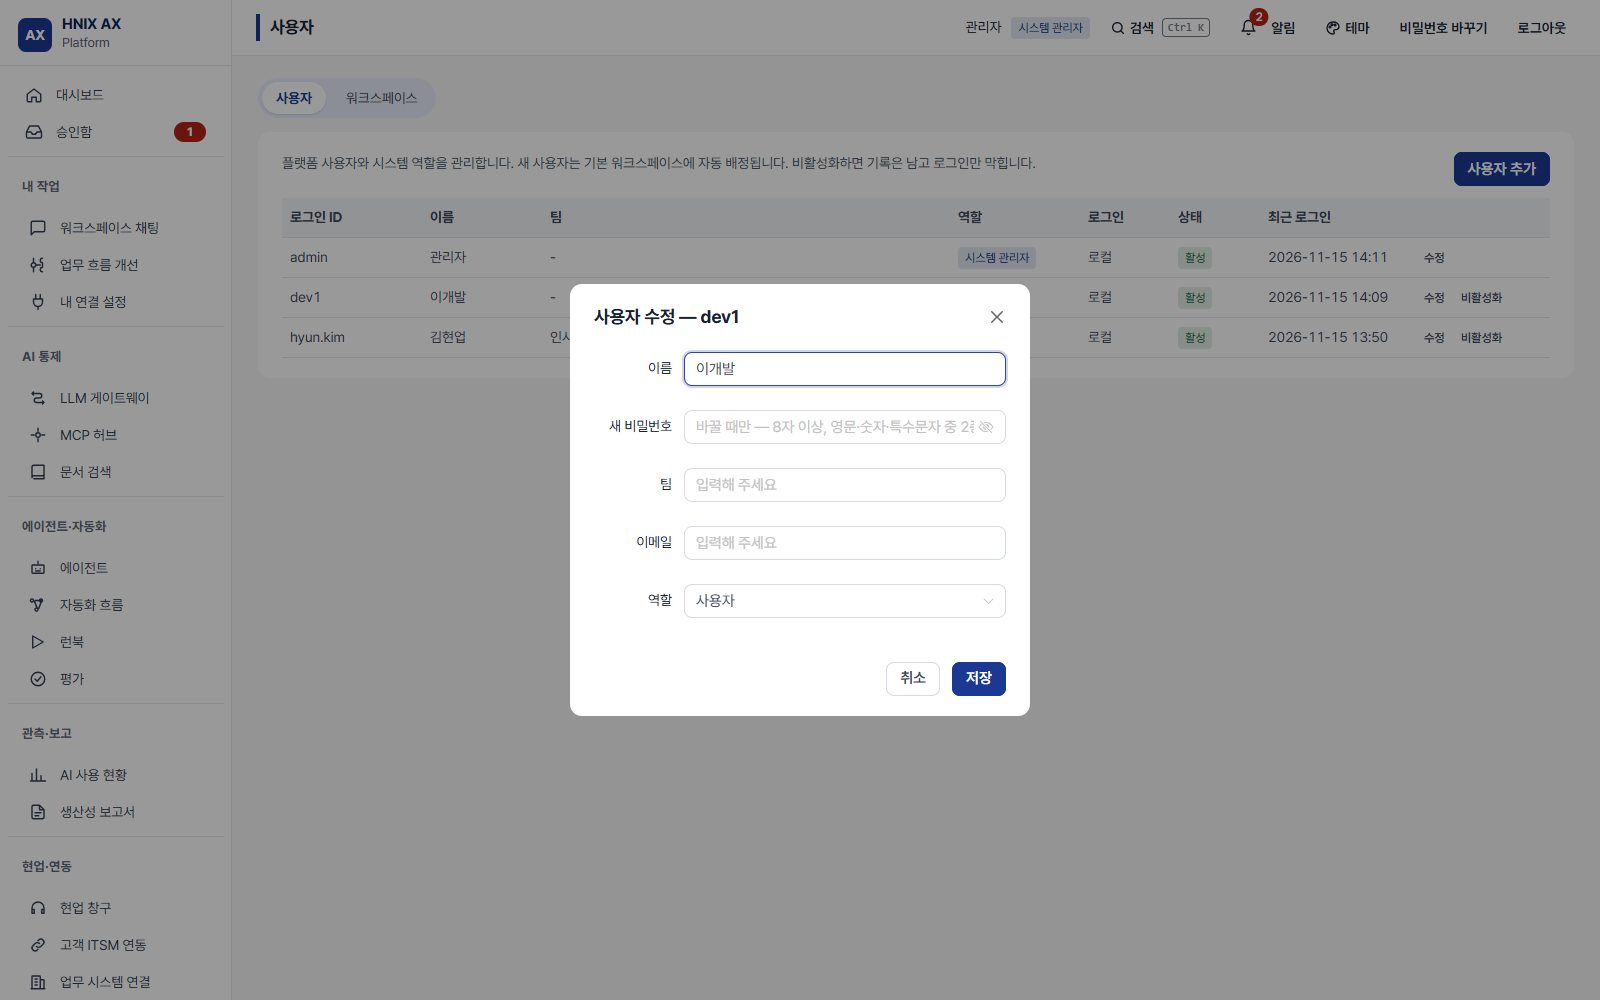 AX
HNIX AX
Platform
대시보드
승인함
1
내 작업
워크스페이스 채팅
업무 흐름 개선
내 연결 설정
AI 통제
LLM 게이트웨이
MCP 허브
문서 검색
에이전트·자동화
에이전트
자동화 흐름
런북
평가
관측·보고
AI 사용 현황
생산성 보고서
현업·연동
현업 창구
고객 ITSM 연동
업무 시스템 연결
사용자
관리자 시스템 관리자 검색 Ctrl K 2 알림 테마 비밀번호 바꾸기 로그아웃
사용자 워크스페이스
플랫폼 사용자와 시스템 역할을 관리합니다. 새 사용자는 기본 워크스페이스에 자동 배정됩니다. 비활성화하면 기록은 남고 로그인만 막힙니다.
사용자 추가
로그인 ID 이름 팀 역할 로그인 상태 최근 로그인
admin 관리자 - 시스템 관리자 로컬 활성 2026-11-15 14:11 수정
dev1 이개발 - 로컬 활성 2026-11-15 14:09 수정 비활성화
hyun.kim 김현업 인사 로컬 활성 2026-11-15 13:50 수정 비활성화
사용자 수정 — dev1
이름 이개발
새 비밀번호 바꿀 때만 — 8자 이상, 영문·숫자·특수문자 중 2
팀 입력해 주세요
이메일 입력해 주세요
역할 사용자
취소 저장